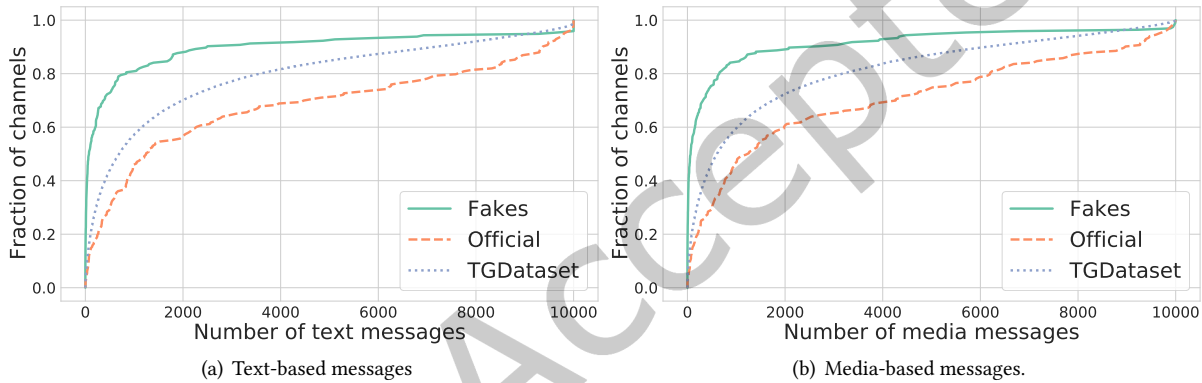 1.0
0.8
0.6
0.4
0.2
0.0
Fraction of channels
Fakes
Official
TGDataset
0 2000 4000 6000 8000 10000
Number of text messages
(a) Text-based messages
1.0
0.8
0.6
0.4
0.2
0.0
Fraction of channels
Fakes
Official
TGDataset
0 2000 4000 6000 8000 10000
Number of media messages
(b) Media-based messages.
Accepte